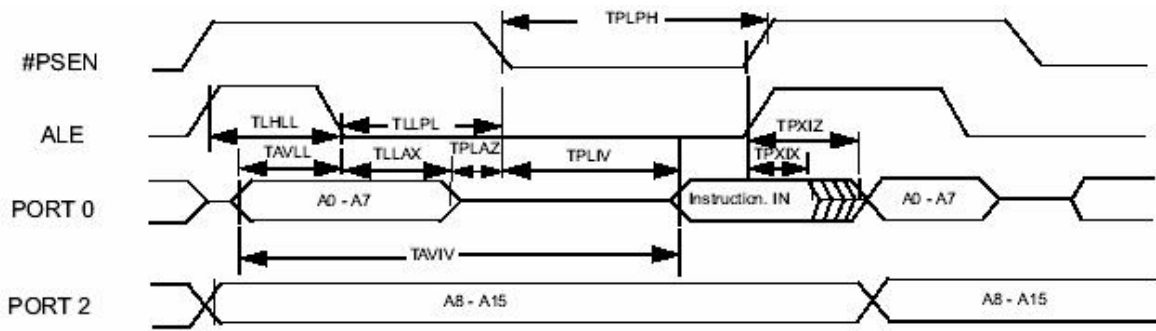 TPLPH
#PSEN
ALE
TLHLL
TLLPL
TPXIZ
TAVLL
TLLAX
TPLAZ
TPLIV
TPXIX
PORT 0
A0 - A7
Instruction. IN
A0 - A7
TAVIV
PORT 2
A8 - A15
A8 - A15